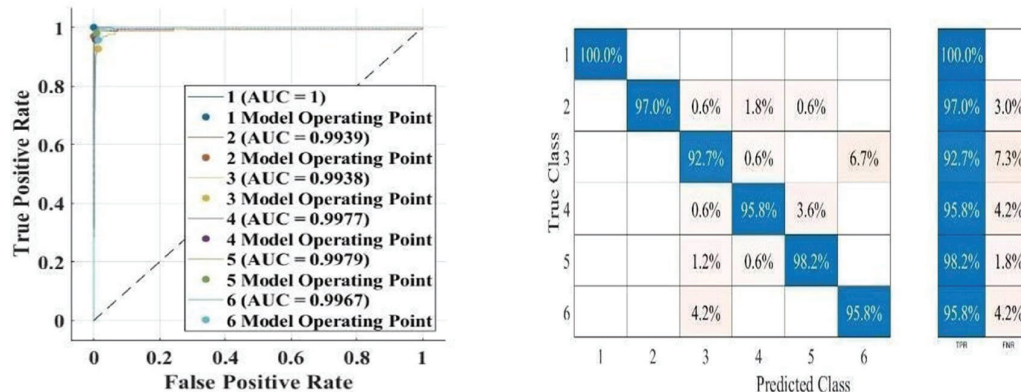 1
0.8
0.6
0.4
0.2
0
True Positive Rate
1 (AUC = 1)
1 Model Operating Point
2 (AUC = 0.9939)
2 Model Operating Point
3 (AUC = 0.9938)
3 Model Operating Point
4 (AUC = 0.9977)
4 Model Operating Point
5 (AUC = 0.9979)
5 Model Operating Point
6 (AUC = 0.9967)
6 Model Operating Point
0 0.2 0.4 0.6 0.8 1
False Positive Rate
True Class
1 100.0% 100.0%
2 97.0% 0.6% 1.8% 0.6% 97.0% 3.0%
3 92.7% 0.6% 6.7% 92.7% 7.3%
4 0.6% 95.8% 3.6% 95.8% 4.2%
5 1.2% 0.6% 98.2% 98.2% 1.8%
6 4.2% 95.8% 95.8% 4.2%
1 2 3 4 5 6 TPR FNR
Predicted Class